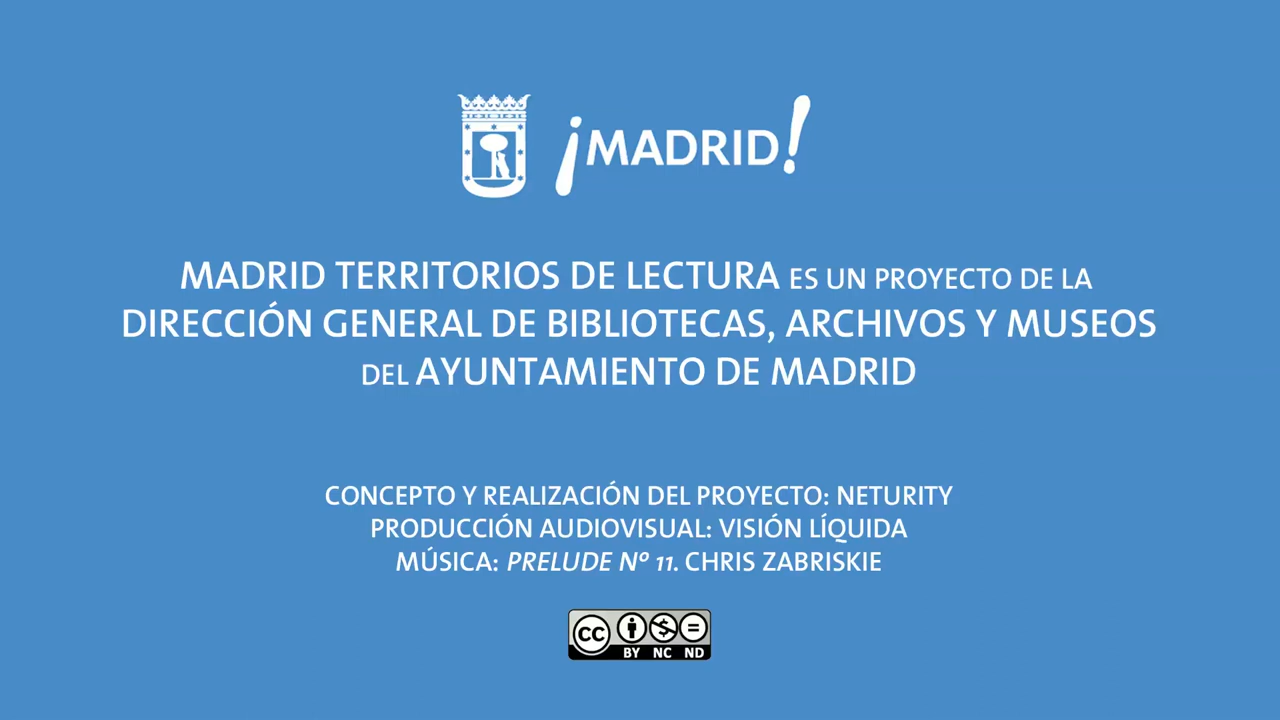 ¡MADRID!
MADRID TERRITORIOS DE LECTURA ES UN PROYECTO DE LA
DIRECCIÓN GENERAL DE BIBLIOTECAS, ARCHIVOS Y MUSEOS
DEL AYUNTAMIENTO DE MADRID
CONCEPTO Y REALIZACIÓN DEL PROYECTO: NETURITY
PRODUCCIÓN AUDIOVISUAL: VISIÓN LÍQUIDA
MÚSICA: PRELUDE Nº 11. CHRIS ZABRISKIE
CC
BY NC ND